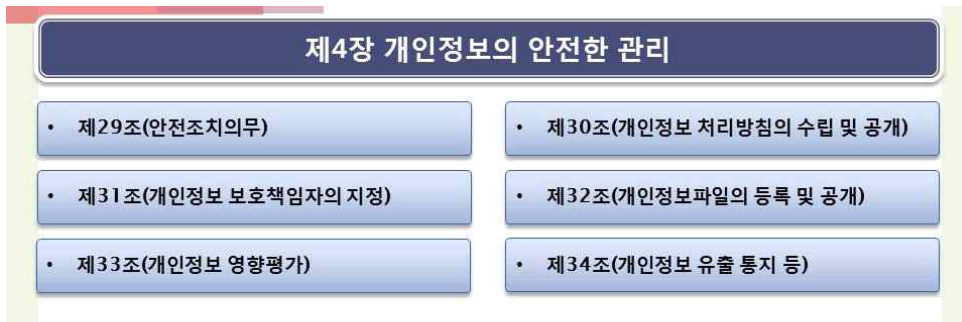 제4장 개인정보의 안전한 관리
• 제29조(안전조치의무)
• 제30조(개인정보 처리방침의 수립 및 공개)
• 제31조(개인정보 보호책임자의 지정)
• 제32조(개인정보파일의 등록 및 공개)
• 제33조(개인정보 영향평가)
• 제34조(개인정보 유출 통지 등)